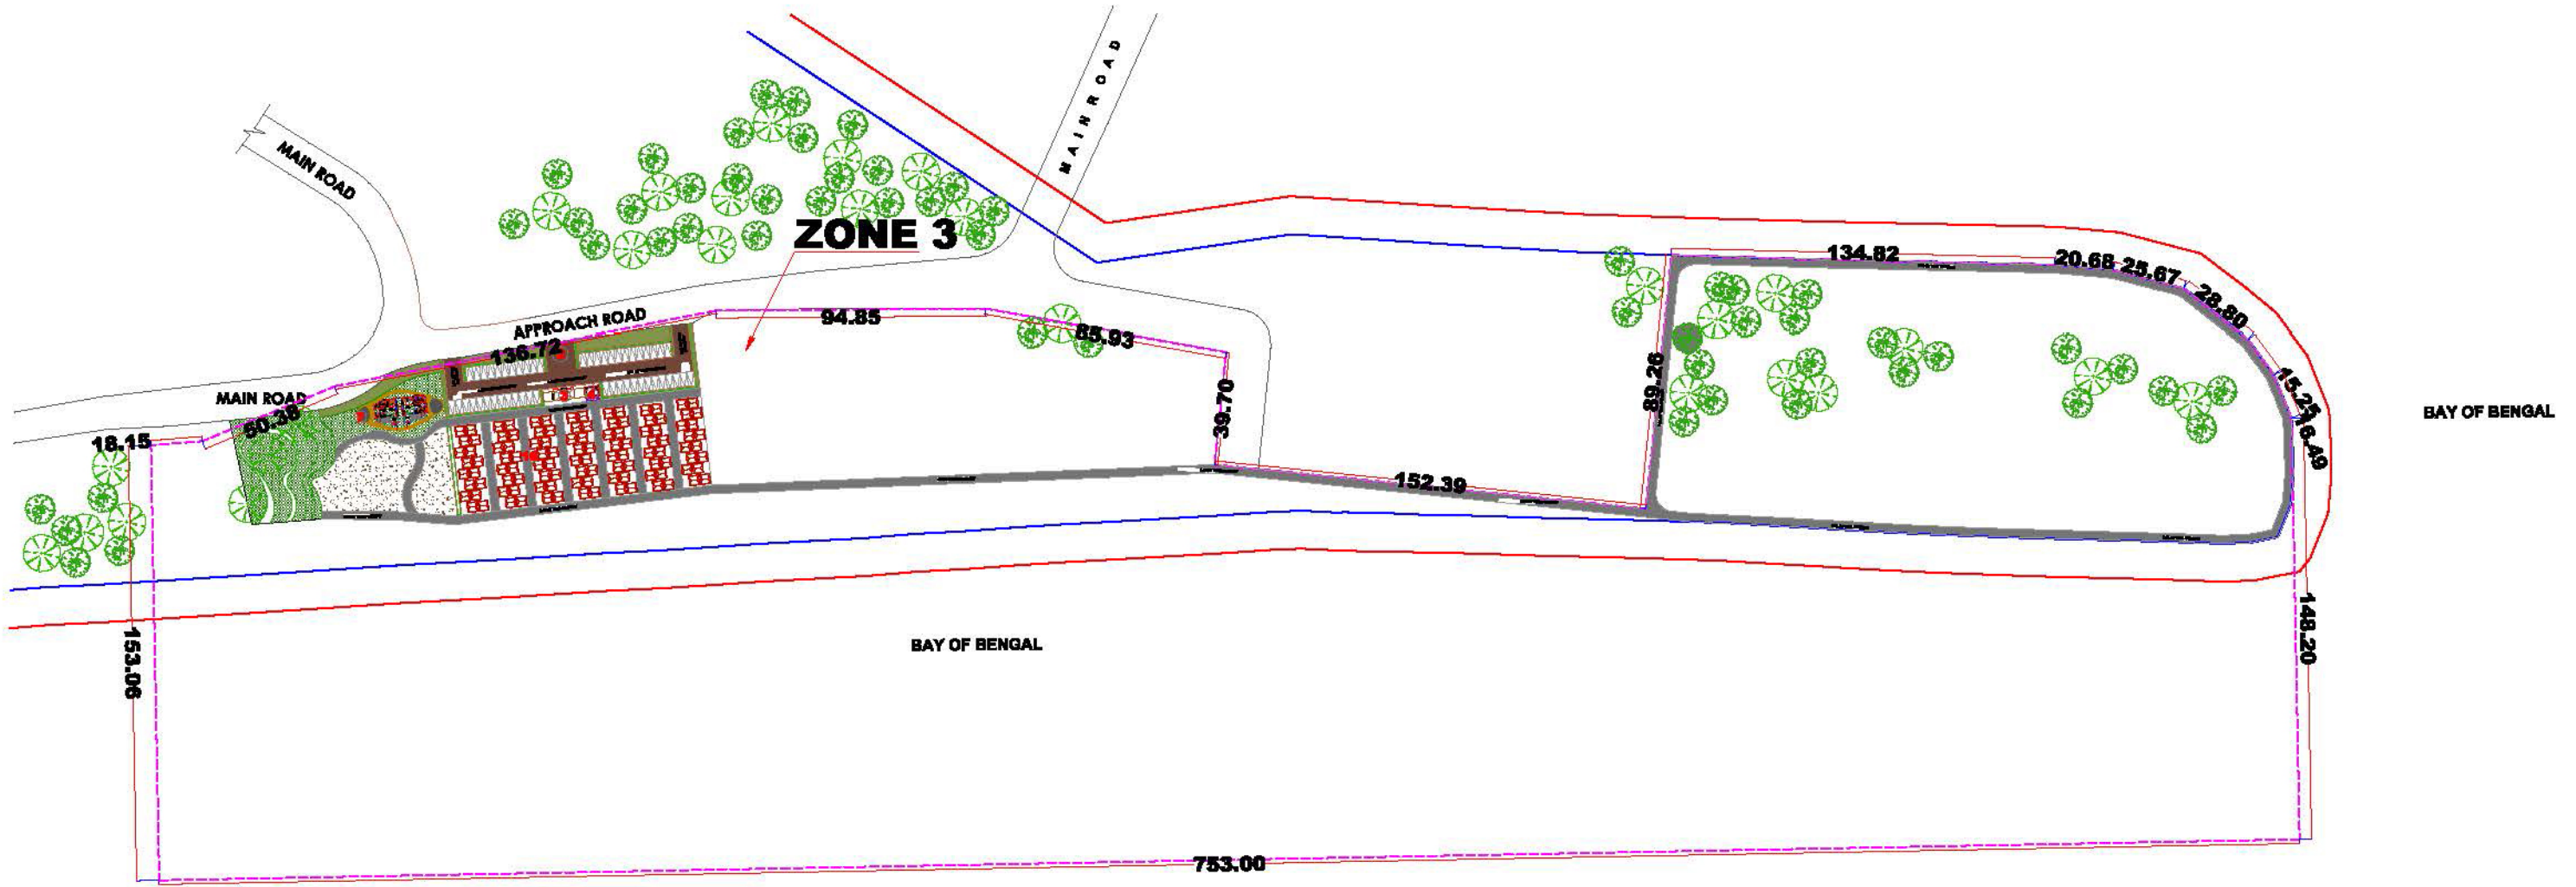 MAIN ROAD
MAIN ROAD
ZONE 3
134.82
20.68
25.67
28.80
APPROACH ROAD
94.85
85.93
136.72
MAIN ROAD
50.38
18.15
39.70
89.26
15.25
16.49
BAY OF BENGAL
152.39
153.06
BAY OF BENGAL
148.20
753.00